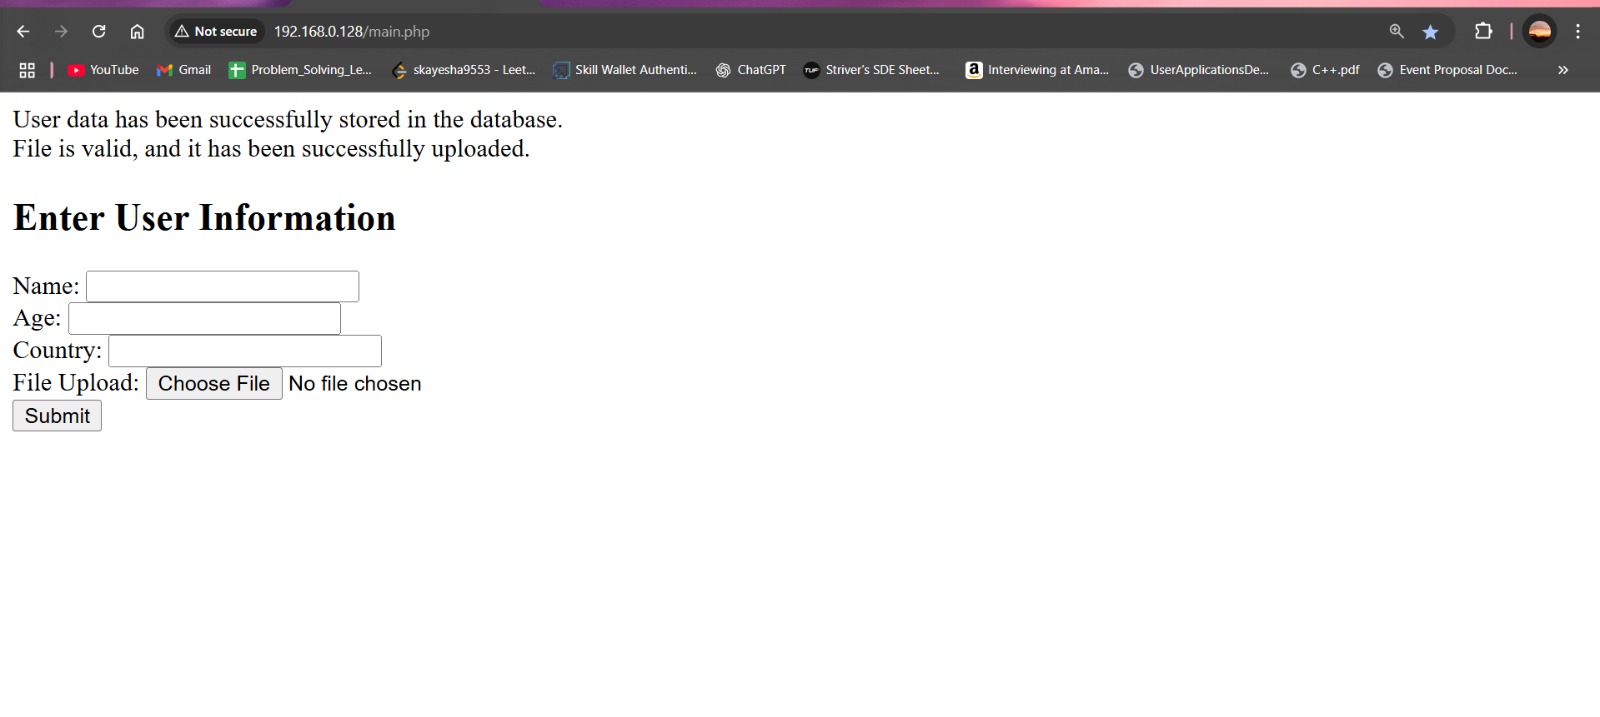 Not secure 192.168.0.128/main.php
YouTube Gmail Problem_Solving_Le... skayesha9553 - Leet... Skill Wallet Authenti... ChatGPT TUF Striver's SDE Sheet... a Interviewing at Ama... UserApplicationsDe... C++.pdf Event Proposal Doc... »
User data has been successfully stored in the database.
File is valid, and it has been successfully uploaded.
Enter User Information
Name:
Age:
Country:
File Upload: Choose File No file chosen
Submit